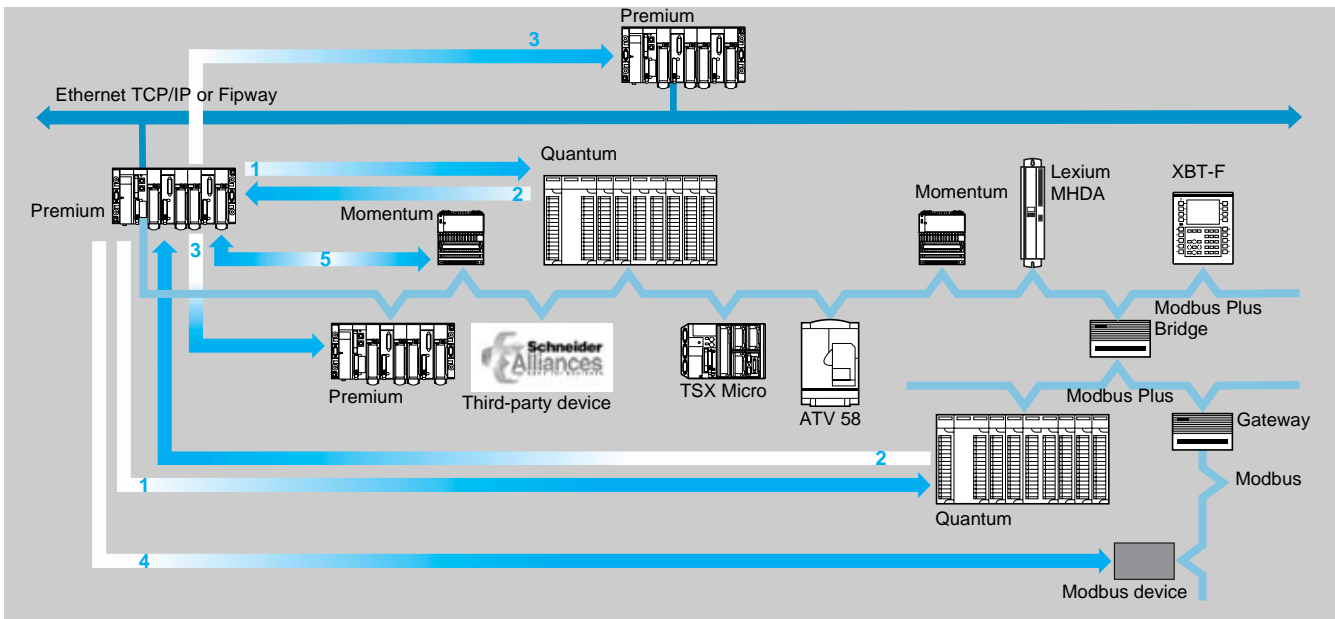 Premium
3
Ethernet TCP/IP or Fipway
1
Quantum
2
Premium
Momentum
Momentum
Lexium
MHDA
XBT-F
3
5
Modbus Plus
Bridge
Schneider
Alliances
Premium
Third-party device
TSX Micro
ATV 58
Modbus Plus
Gateway
2
1
Modbus
Quantum
4
Modbus device